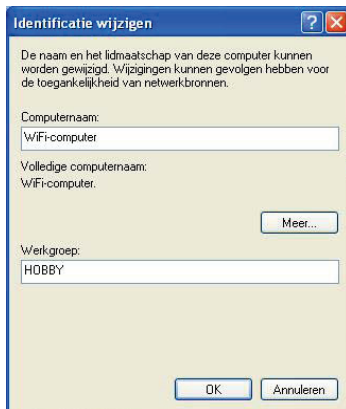 Identificatie wijzigen
De naam en het lidmaatschap van deze computer kunnen
worden gewijzigd. Wijzigingen kunnen gevolgen hebben voor
de toegankelijkheid van netwerkbronnen.
Computernaam:
WiFi-computer
Volledige computernaam:
WiFi-computer.
Meer...
Werkgroep:
HOBBY
OK Annuleren